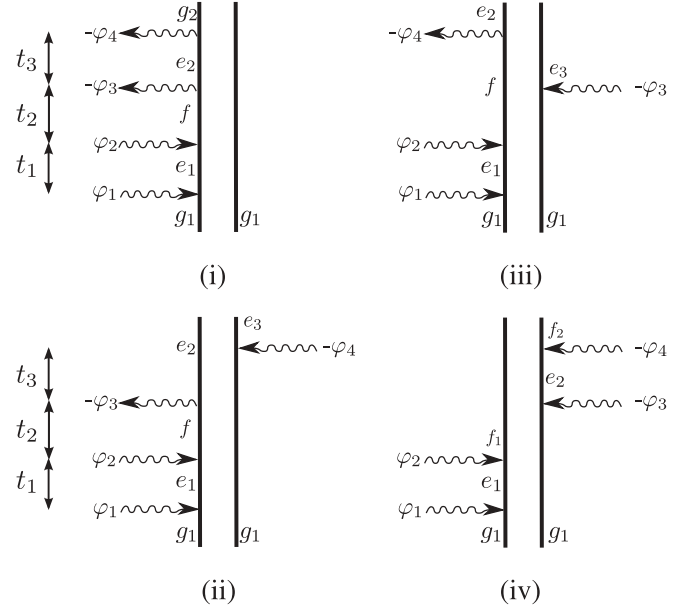 g₂
-φ₄
t₃
e₂
-φ₃
t₂
f
φ₂
t₁
e₁
φ₁
g₁ g₁
(i)
e₂
-φ₄
e₃
f
-φ₃
φ₂
e₁
φ₁
g₁ g₁
(iii)
e₃
e₂
-φ₄
t₃
-φ₃
t₂
f
φ₂
t₁
e₁
φ₁
g₁ g₁
(ii)
f₂
-φ₄
e₂
-φ₃
f₁
φ₂
e₁
φ₁
g₁ g₁
(iv)